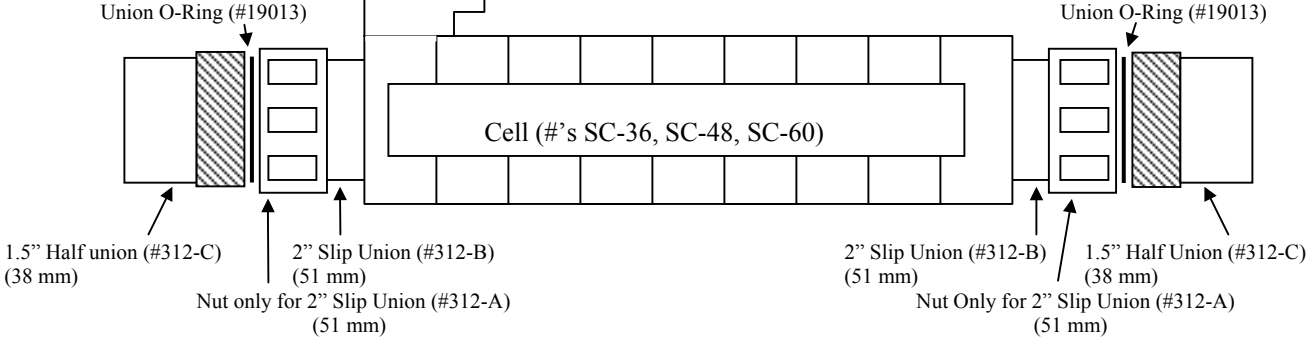 Union O-Ring (#19013)
Union O-Ring (#19013)
Cell (#’s SC-36, SC-48, SC-60)
1.5” Half union (#312-C)
(38 mm)
2” Slip Union (#312-B)
(51 mm)
Nut only for 2” Slip Union (#312-A)
(51 mm)
2” Slip Union (#312-B)
(51 mm)
1.5” Half Union (#312-C)
(38 mm)
Nut Only for 2” Slip Union (#312-A)
(51 mm)